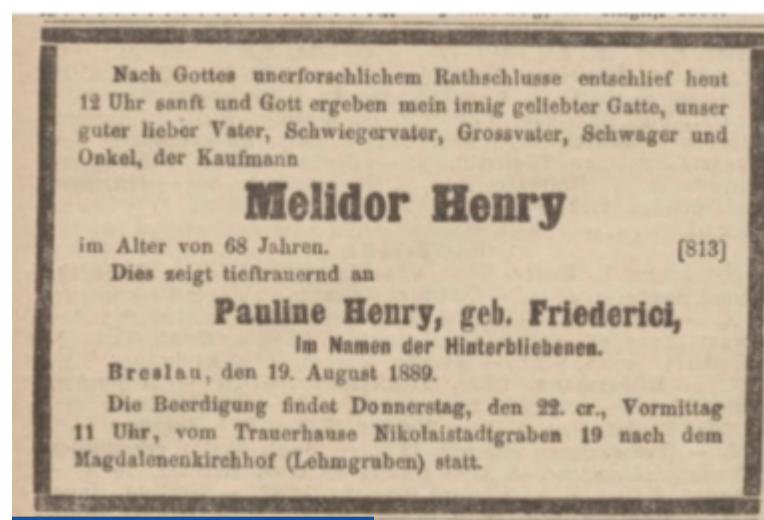 Nach Gottes unerforschlichem Rathschlusse entschlief heut
12 Uhr sanft und Gott ergeben mein innig geliebter Gatte, unser
guter lieber Vater, Schwiegervater, Grossvater, Schwager und
Onkel, der Kaufmann
Melidor Henry
im Alter von 68 Jahren. [813]
Dies zeigt tieftrauernd an
Pauline Henry, geb. Friederici,
im Namen der Hinterbliebenen.
Breslau, den 19. August 1889.
Die Beerdigung findet Donnerstag, den 22. cr., Vormittag
11 Uhr, vom Trauerhause Nikolaistadtgraben 19 nach dem
Magdalenenkirchhof (Lehmgruben) statt.